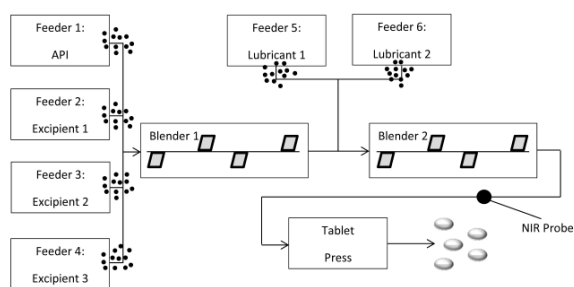 Feeder 1:
API
Feeder 2:
Excipient 1
Feeder 3:
Excipient 2
Feeder 4:
Excipient 3
Feeder 5:
Lubricant 1
Feeder 6:
Lubricant 2
Blender 1
Blender 2
NIR Probe
Tablet
Press